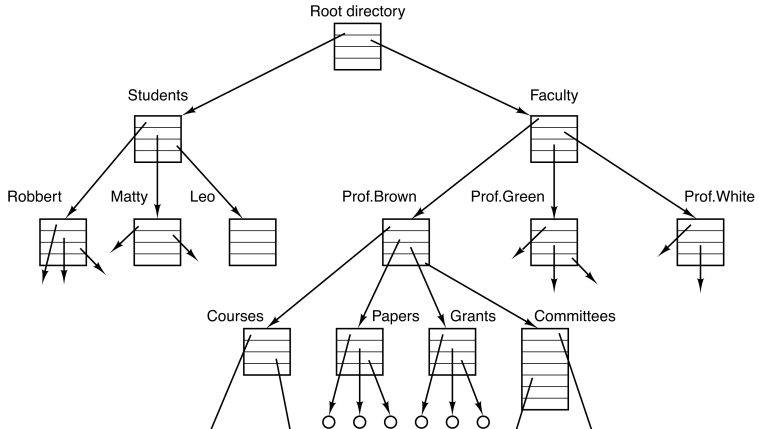 Root directory
Students
Faculty
Robbert
Matty
Leo
Prof.Brown
Prof.Green
Prof.White
Courses
Papers
Grants
Committees